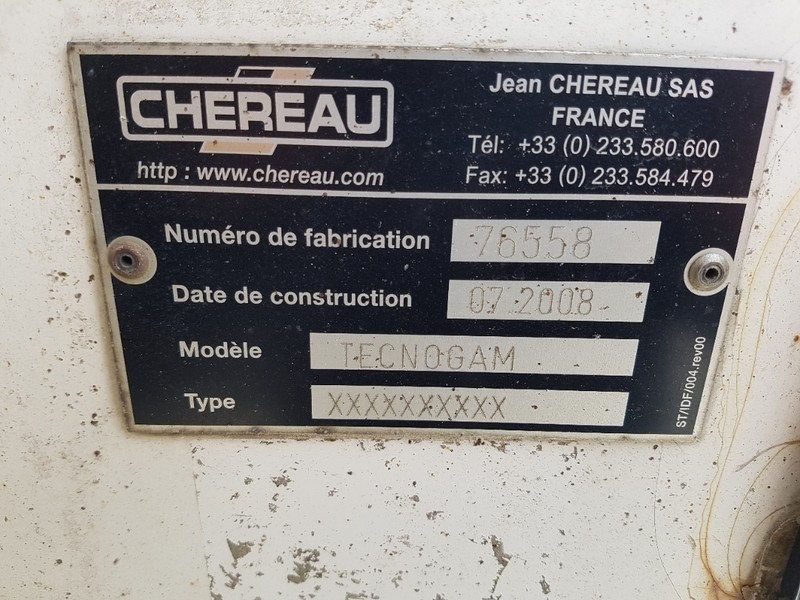 CHEREAU
http : www.chereau.com
Jean CHEREAU SAS
FRANCE
Tél: +33 (0) 233.580.600
Fax: +33 (0) 233.584.479
Numéro de fabrication 76558
Date de construction 07.2008
Modèle TECNOGAM
Type XXXXXXXXXX
ST/IDF/004.rev00